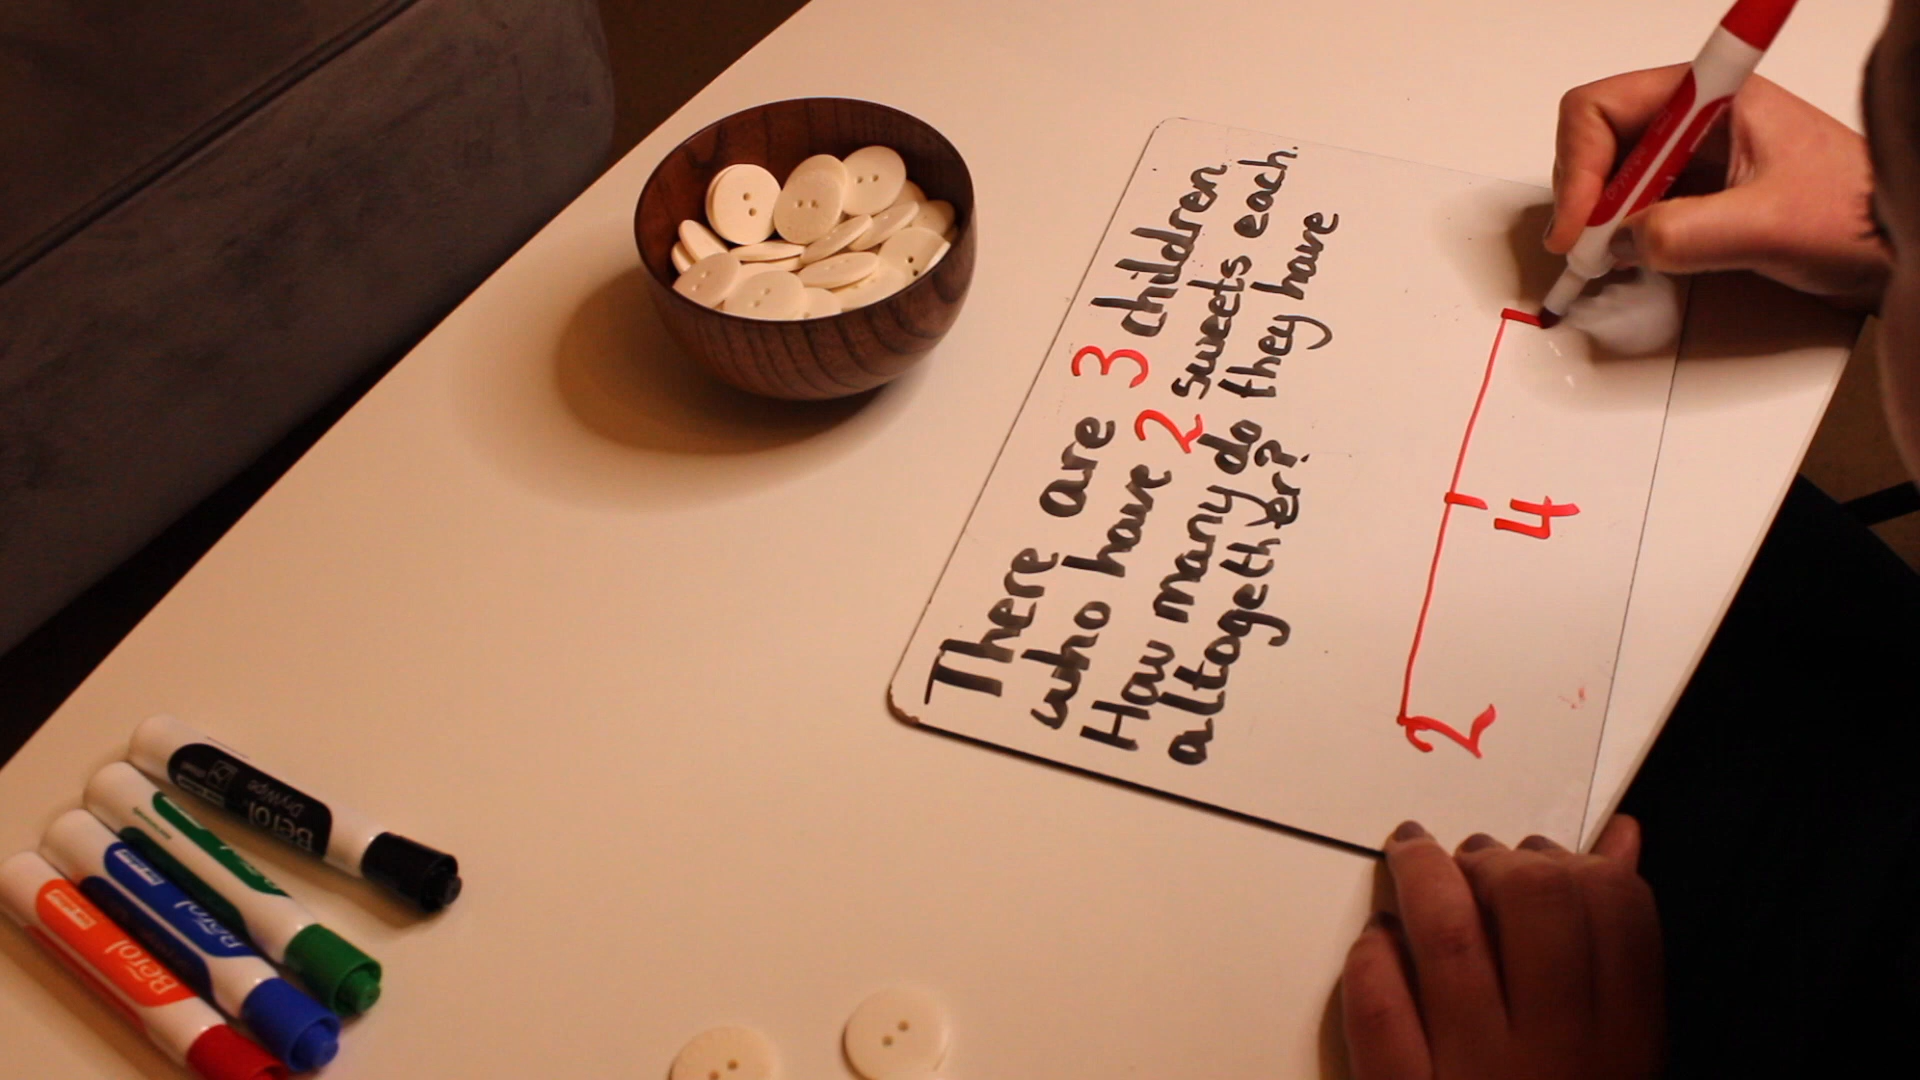 There are 3 children
who have 2 sweets each.
How many do they have
altogether?
2 4
Berol
DryWipe
Berol
Berol